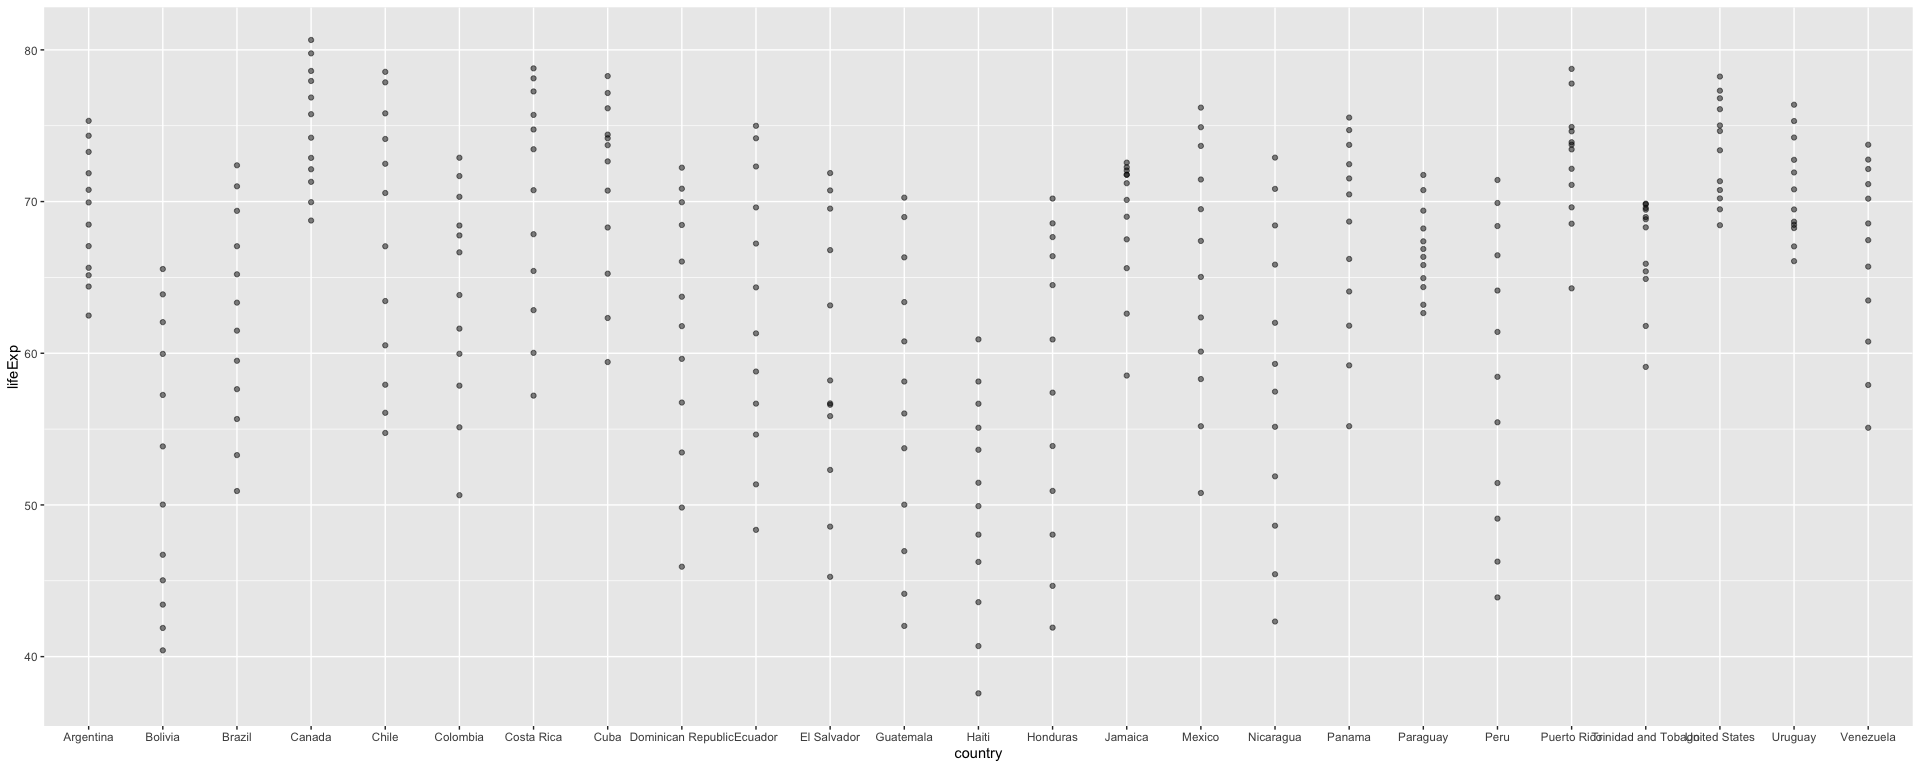 80
70
60
50
40
lifeExp
Argentina Bolivia Brazil Canada Chile Colombia Costa Rica Cuba Dominican Republic Ecuador El Salvador Guatemala Haiti Honduras Jamaica Mexico Nicaragua Panama Paraguay Peru Puerto Rico Trinidad and Tobago United States Uruguay Venezuela
country